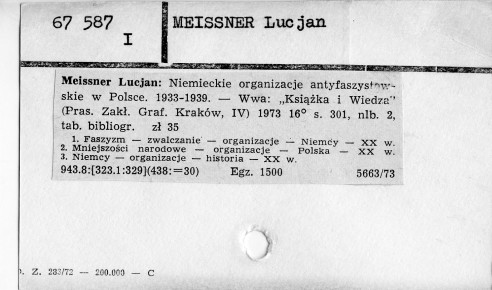 67 587
I
MEISSNER Lucjan
Meissner Lucjan: Niemieckie organizacje antyfaszystow-
skie w Polsce. 1933-1939. — Wwa: „Książka i Wiedza"
(Pras. Zakł. Graf. Kraków, IV) 1973 16° s. 301, nlb. 2,
tab. bibliogr. zł 35
1. Faszyzm — zwalczanie — organizacje — Niemcy — XX w.
2. Mniejszości narodowe — organizacje — Polska — XX w.
3. Niemcy — organizacje — historia — XX w.
943.8:[323.1:329](438:=30) Egz. 1500 5663/73
. Z. 233/72 — 200.000 — C